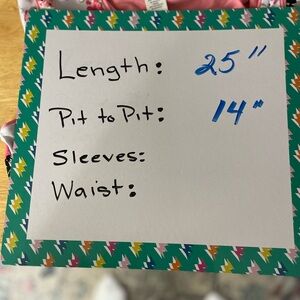 Length: 25"
Pit to Pit: 14"
Sleeves:
Waist: